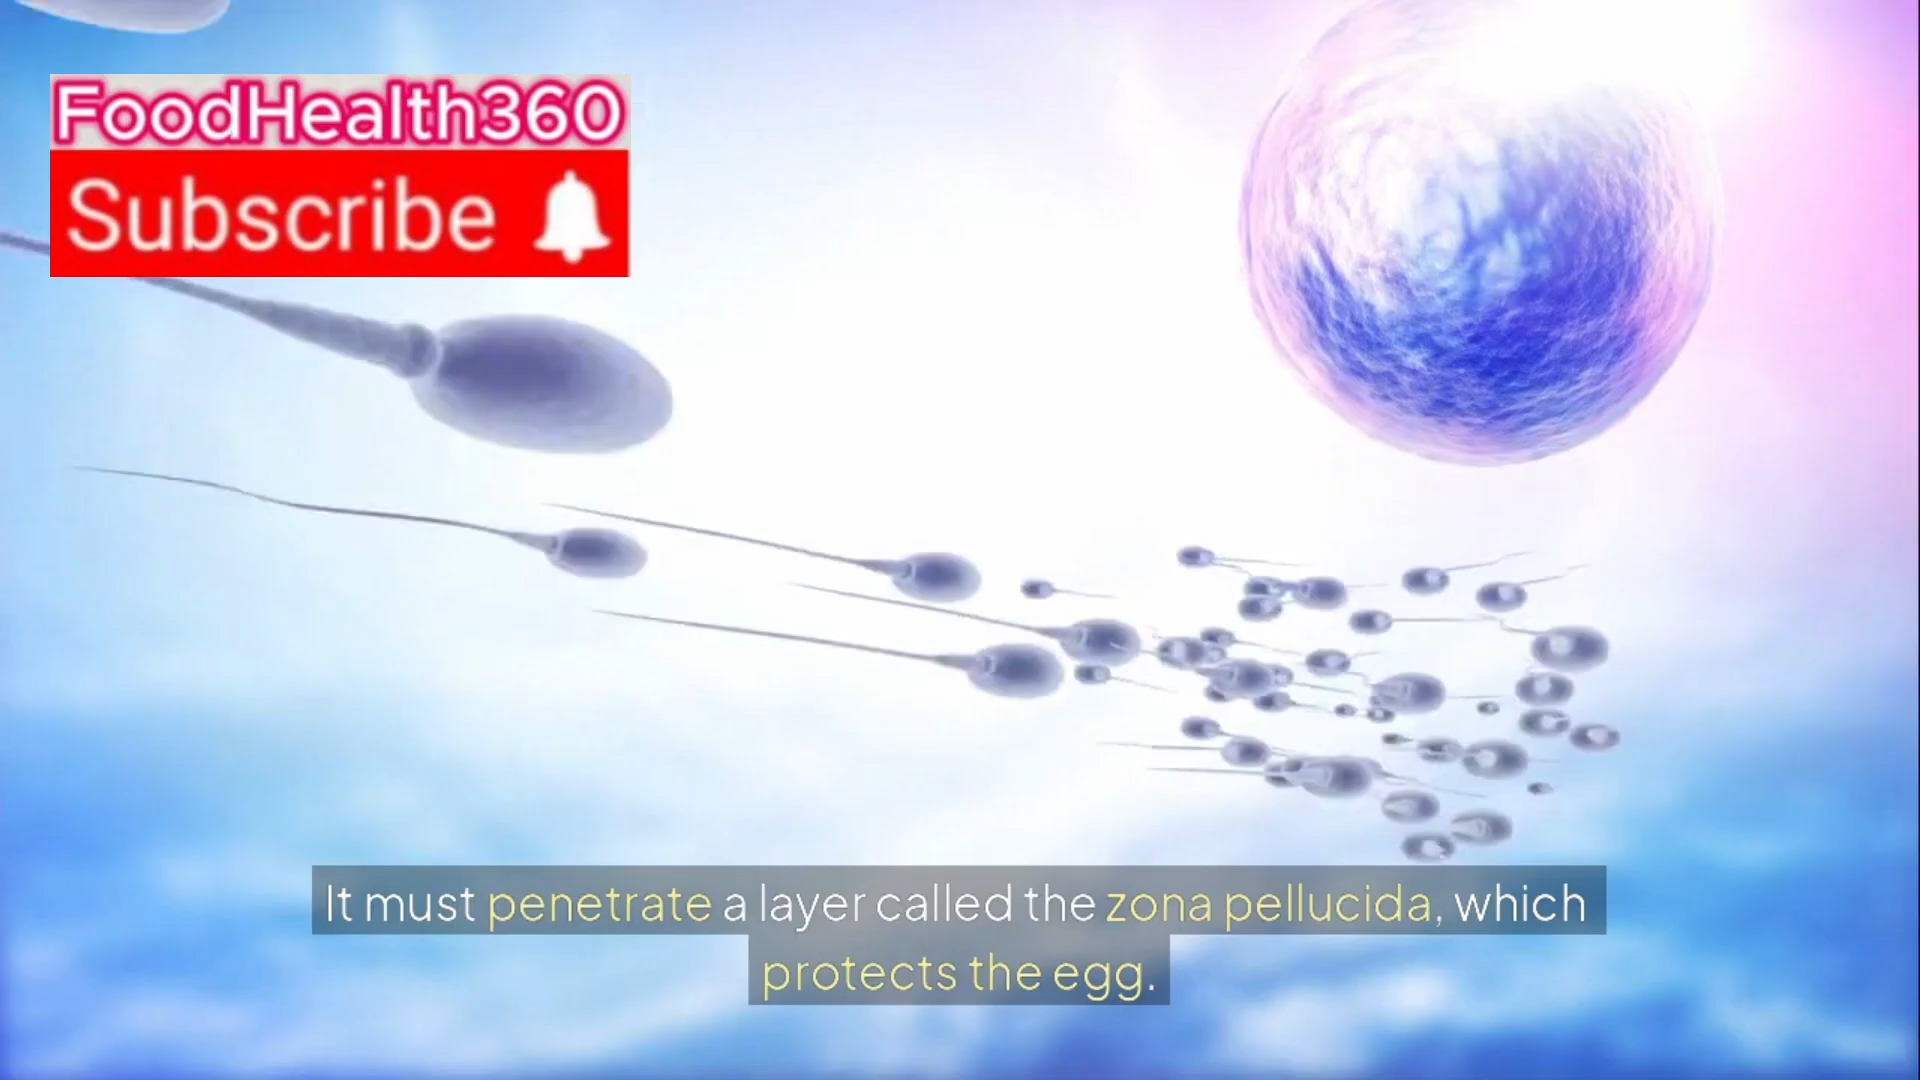 FoodHealth360
Subscribe
It must penetrate a layer called the zona pellucida, which
protects the egg.